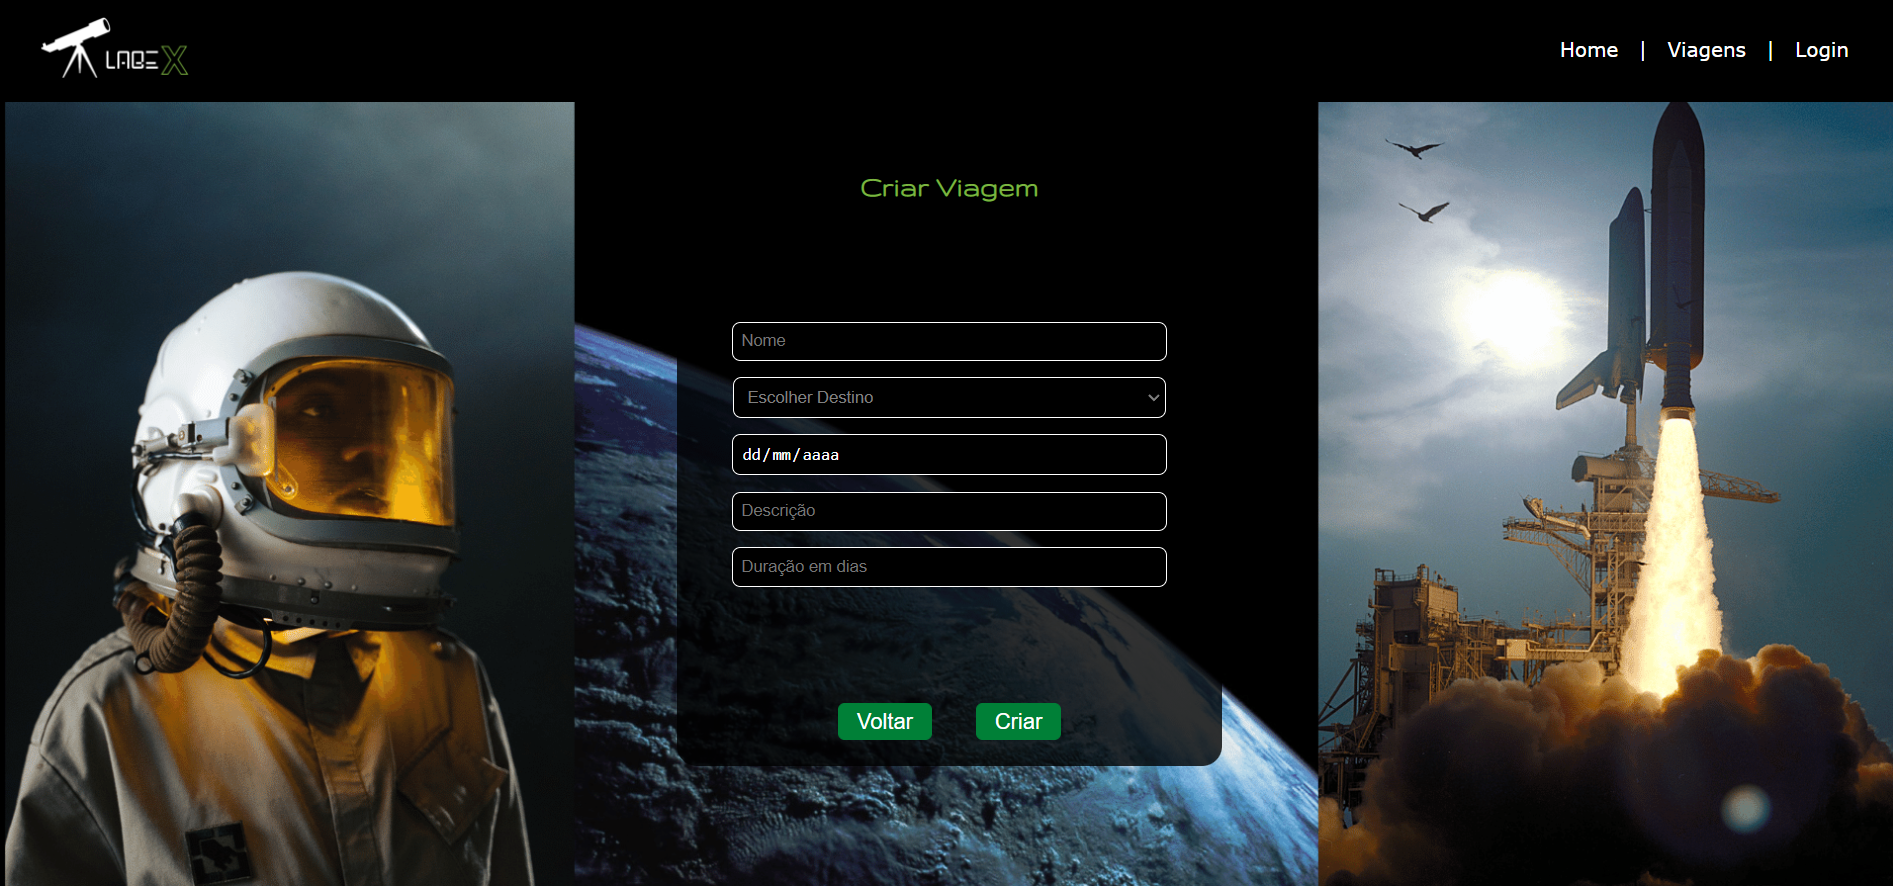 LABEX
Home | Viagens | Login
Criar Viagem
Nome
Escolher Destino
dd/mm/aaaa
Descrição
Duração em dias
Voltar Criar